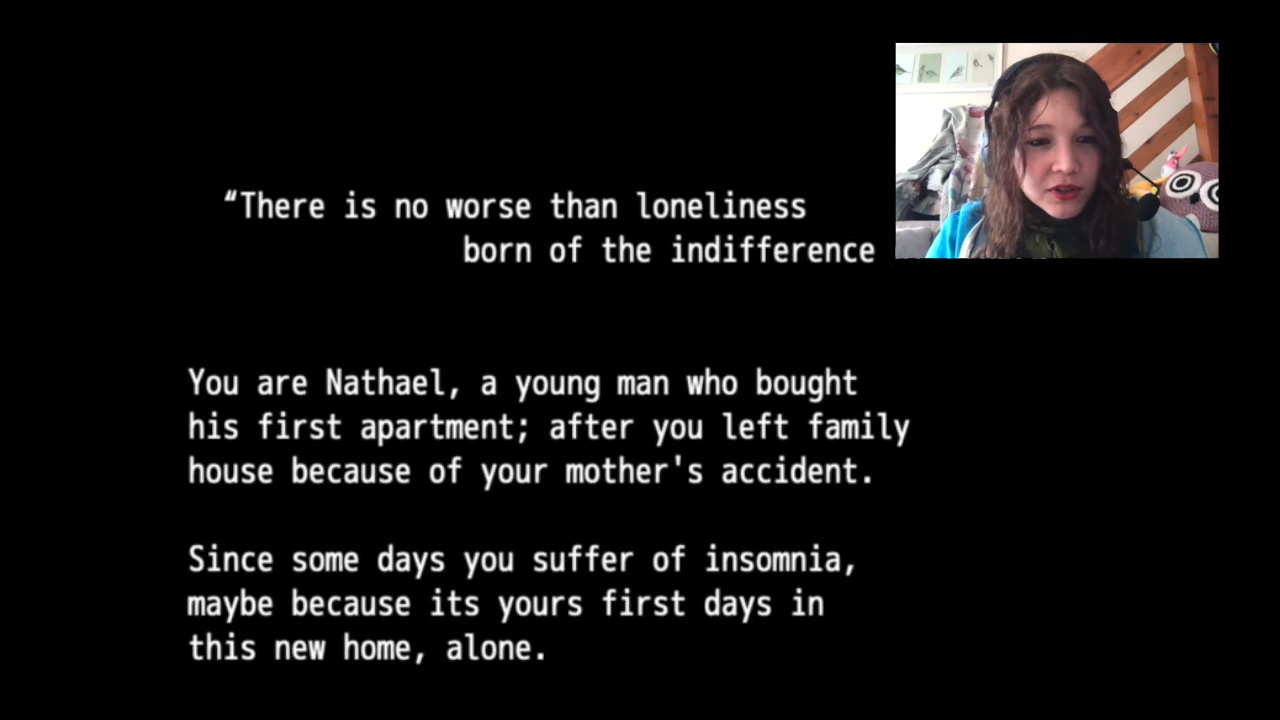 “There is no worse than loneliness
born of the indifference
You are Nathael, a young man who bought
his first apartment; after you left family
house because of your mother's accident.
Since some days you suffer of insomnia,
maybe because its yours first days in
this new home, alone.